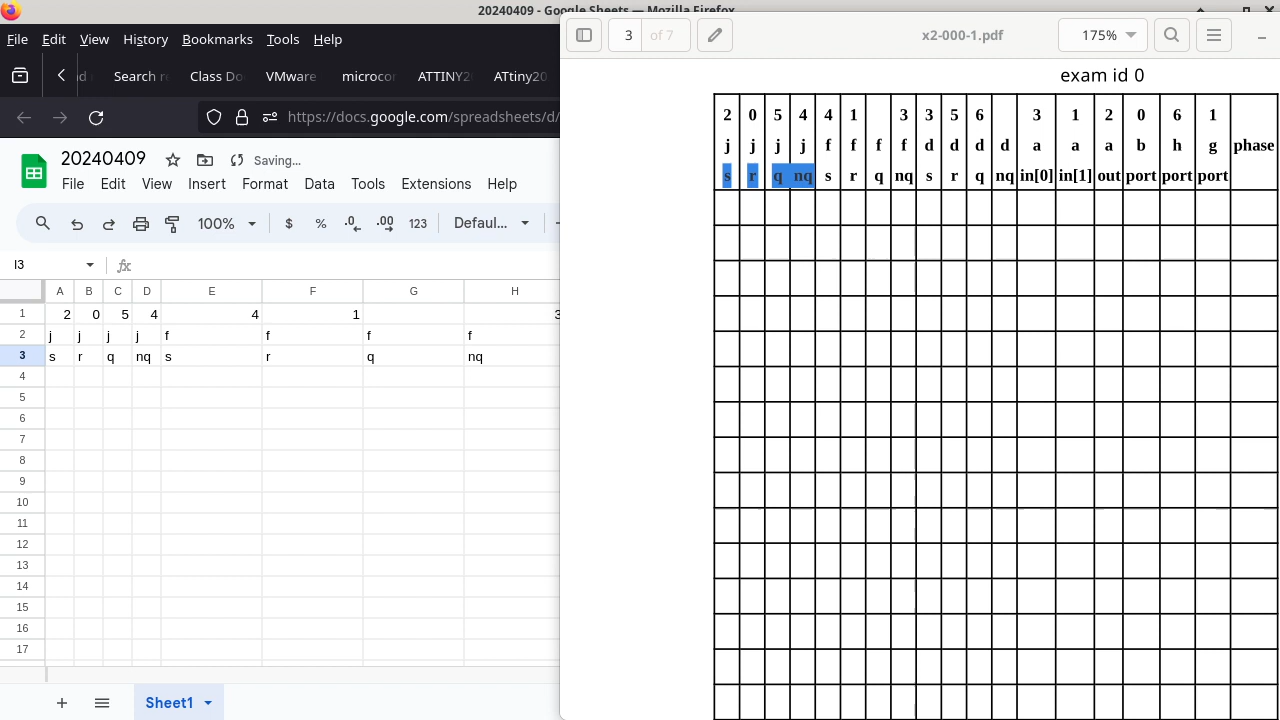 20240409 - Google Sheets — Mozilla Firefox
File Edit View History Bookmarks Tools Help
Search r Class Do VMware microcor ATTINY2 ATtiny20
https://docs.google.com/spreadsheets/d/
20240409 Saving...
File Edit View Insert Format Data Tools Extensions Help
100% $ % .0 .00 123 Defaul... −
I3 fx
A B C D E F G H
1 2 0 5 4 4 1 3
2 j j j j f f f f
3 s r q nq s r q nq
4
5
6
7
8
9
10
11
12
13
14
15
16
17
+ Sheet1
3 of 7 x2-000-1.pdf 175%
exam id 0
2 0 5 4 4 1 3 3 5 6 3 1 2 0 6 1
j j j j f f f f d d d d a a a b h g phase
s r q nq s r q nq s r q nq in[0] in[1] out port port port